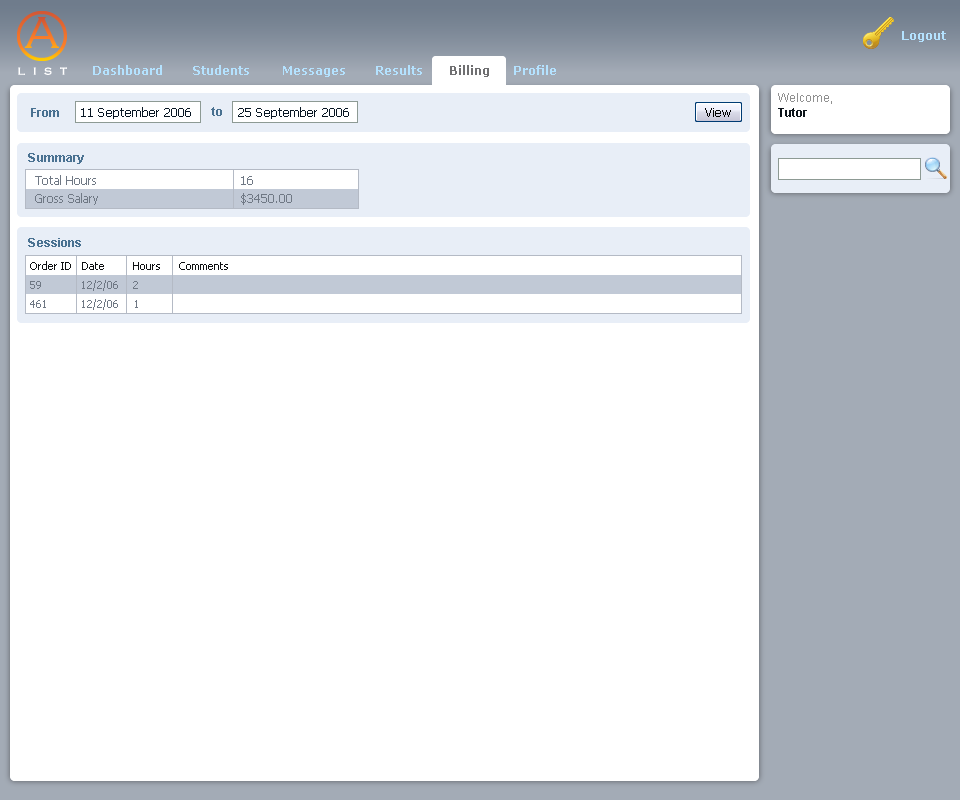 A
LIST
Dashboard Students Messages Results Billing Profile
Logout
From 11 September 2006 to 25 September 2006 View
Welcome,
Tutor
Summary
Total Hours 16
Gross Salary $3450.00
Sessions
Order ID Date Hours Comments
59 12/2/06 2
461 12/2/06 1